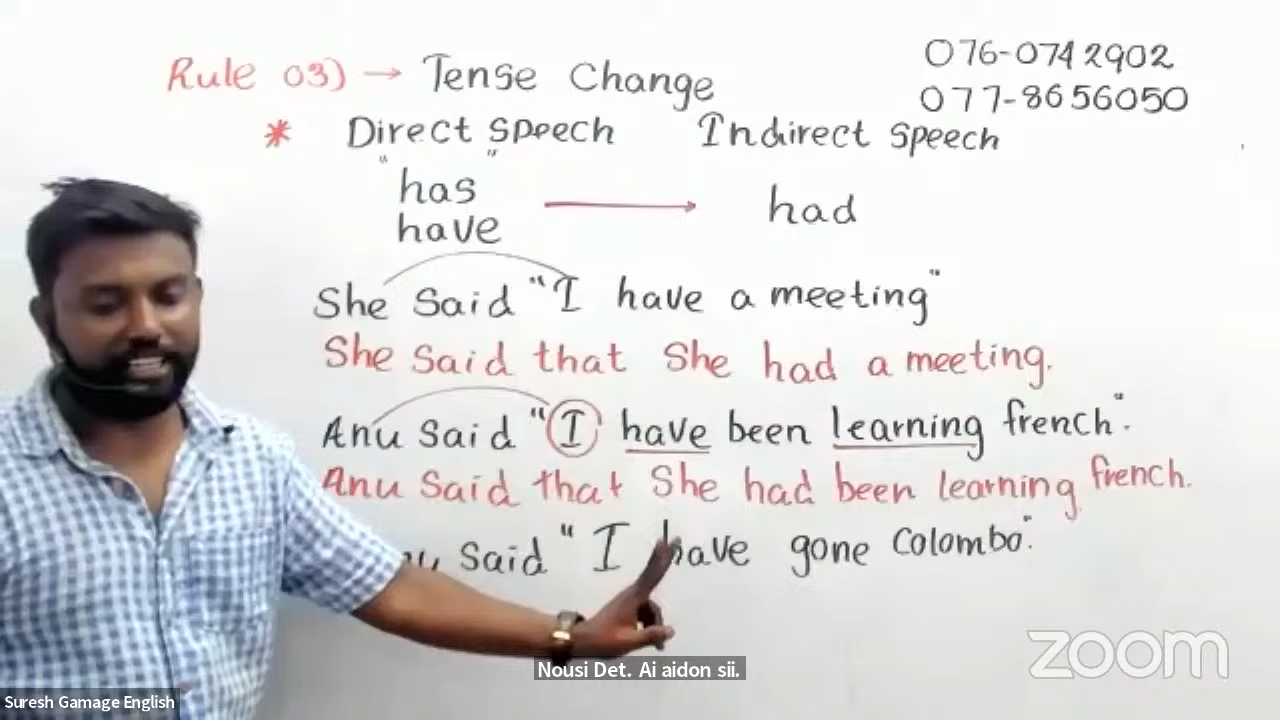 Rule 03) → Tense Change
076-0742902
077-8656050
* Direct Speech Indirect Speech
"has" → had
have
She Said "I have a meeting"
She Said that She had a meeting.
Anu Said "I have been learning french".
Anu Said that She had been learning french.
Said "I have gone Colombo".
Nousi Det. Ai aidon sii.
zoom
Suresh Gamage English